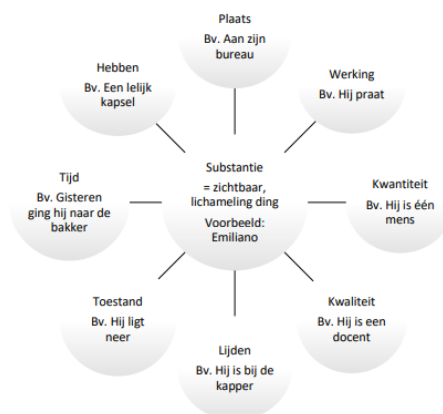 Plaats
Bv. Aan zijn
bureau
Hebben
Bv. Een lelijk
kapsel
Werking
Bv. Hij praat
Substantie
= zichtbaar,
lichameling ding
Voorbeeld:
Emiliano
Tijd
Bv. Gisteren
ging hij naar de
bakker
Kwantiteit
Bv. Hij is één
mens
Toestand
Bv. Hij ligt
neer
Kwaliteit
Bv. Hij is een
docent
Lijden
Bv. Hij is bij de
kapper